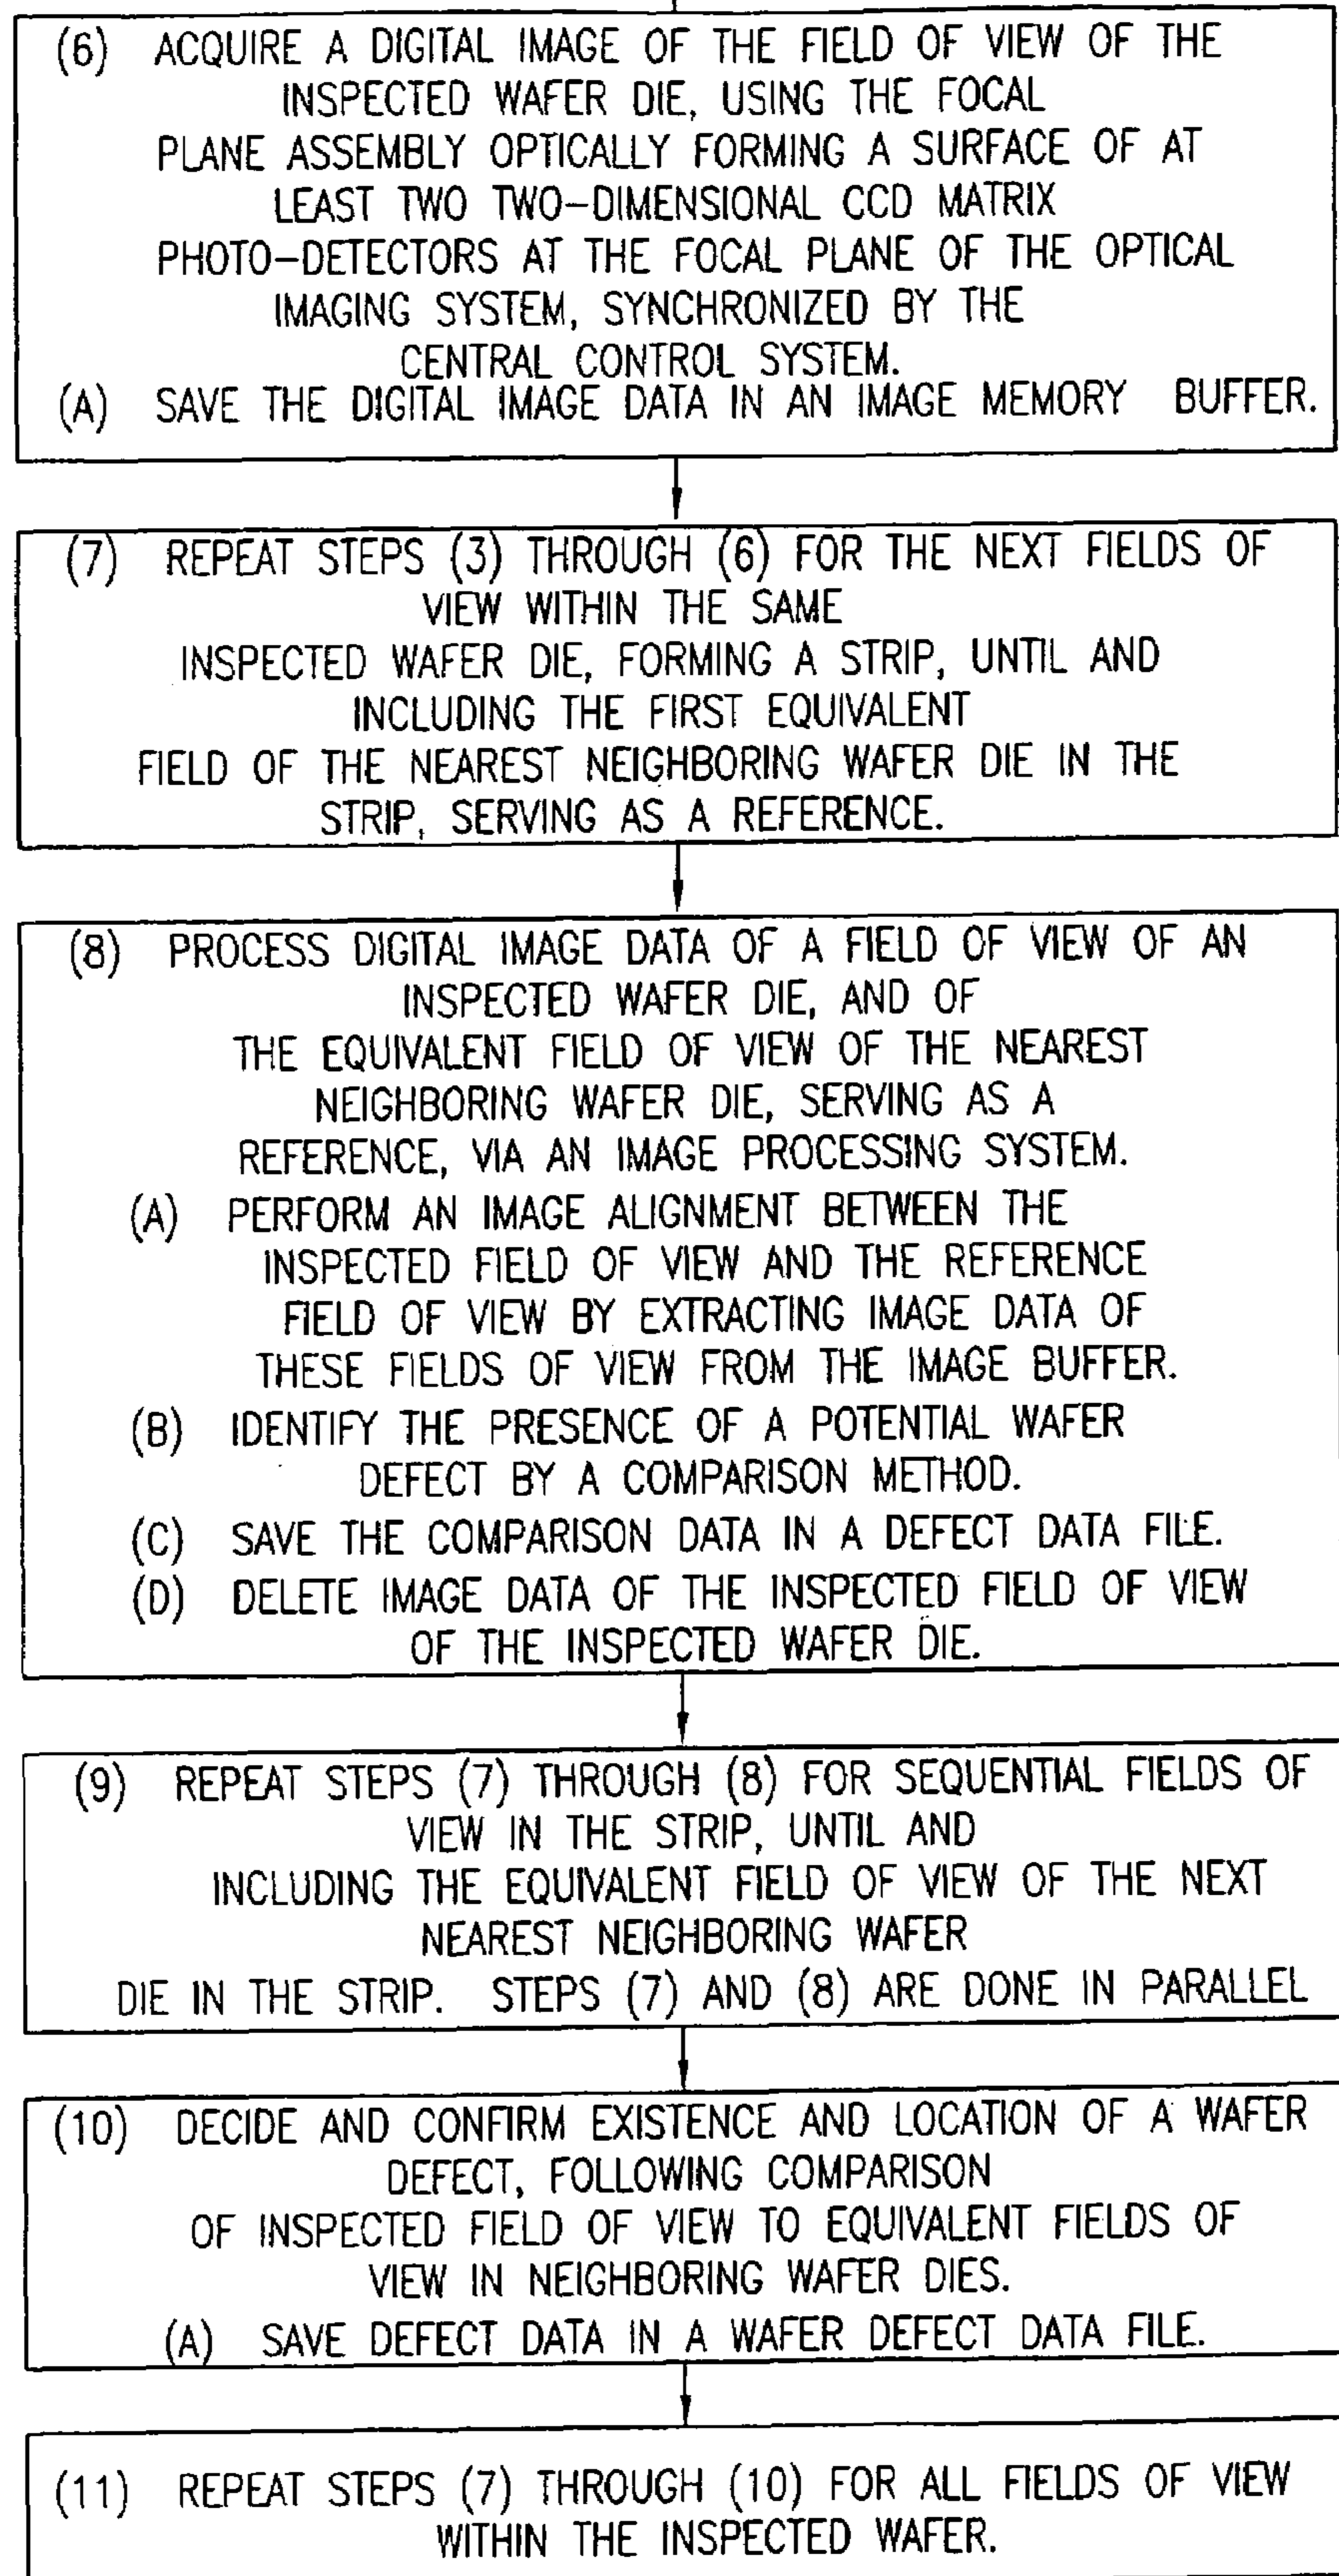 (6) ACQUIRE A DIGITAL IMAGE OF THE FIELD OF VIEW OF THE
INSPECTED WAFER DIE, USING THE FOCAL
PLANE ASSEMBLY OPTICALLY FORMING A SURFACE OF AT
LEAST TWO TWO-DIMENSIONAL CCD MATRIX
PHOTO-DETECTORS AT THE FOCAL PLANE OF THE OPTICAL
IMAGING SYSTEM, SYNCHRONIZED BY THE
CENTRAL CONTROL SYSTEM.
(A) SAVE THE DIGITAL IMAGE DATA IN AN IMAGE MEMORY BUFFER.
(7) REPEAT STEPS (3) THROUGH (6) FOR THE NEXT FIELDS OF
VIEW WITHIN THE SAME
INSPECTED WAFER DIE, FORMING A STRIP, UNTIL AND
INCLUDING THE FIRST EQUIVALENT
FIELD OF THE NEAREST NEIGHBORING WAFER DIE IN THE
STRIP, SERVING AS A REFERENCE.
(8) PROCESS DIGITAL IMAGE DATA OF A FIELD OF VIEW OF AN
INSPECTED WAFER DIE, AND OF
THE EQUIVALENT FIELD OF VIEW OF THE NEAREST
NEIGHBORING WAFER DIE, SERVING AS A
REFERENCE, VIA AN IMAGE PROCESSING SYSTEM.
(A) PERFORM AN IMAGE ALIGNMENT BETWEEN THE
INSPECTED FIELD OF VIEW AND THE REFERENCE
FIELD OF VIEW BY EXTRACTING IMAGE DATA OF
THESE FIELDS OF VIEW FROM THE IMAGE BUFFER.
(B) IDENTIFY THE PRESENCE OF A POTENTIAL WAFER
DEFECT BY A COMPARISON METHOD.
(C) SAVE THE COMPARISON DATA IN A DEFECT DATA FILE.
(D) DELETE IMAGE DATA OF THE INSPECTED FIELD OF VIEW
OF THE INSPECTED WAFER DIE.
(9) REPEAT STEPS (7) THROUGH (8) FOR SEQUENTIAL FIELDS OF
VIEW IN THE STRIP, UNTIL AND
INCLUDING THE EQUIVALENT FIELD OF VIEW OF THE NEXT
NEAREST NEIGHBORING WAFER
DIE IN THE STRIP. STEPS (7) AND (8) ARE DONE IN PARALLEL
(10) DECIDE AND CONFIRM EXISTENCE AND LOCATION OF A WAFER
DEFECT, FOLLOWING COMPARISON
OF INSPECTED FIELD OF VIEW TO EQUIVALENT FIELDS OF
VIEW IN NEIGHBORING WAFER DIES.
(A) SAVE DEFECT DATA IN A WAFER DEFECT DATA FILE.
(11) REPEAT STEPS (7) THROUGH (10) FOR ALL FIELDS OF VIEW
WITHIN THE INSPECTED WAFER.